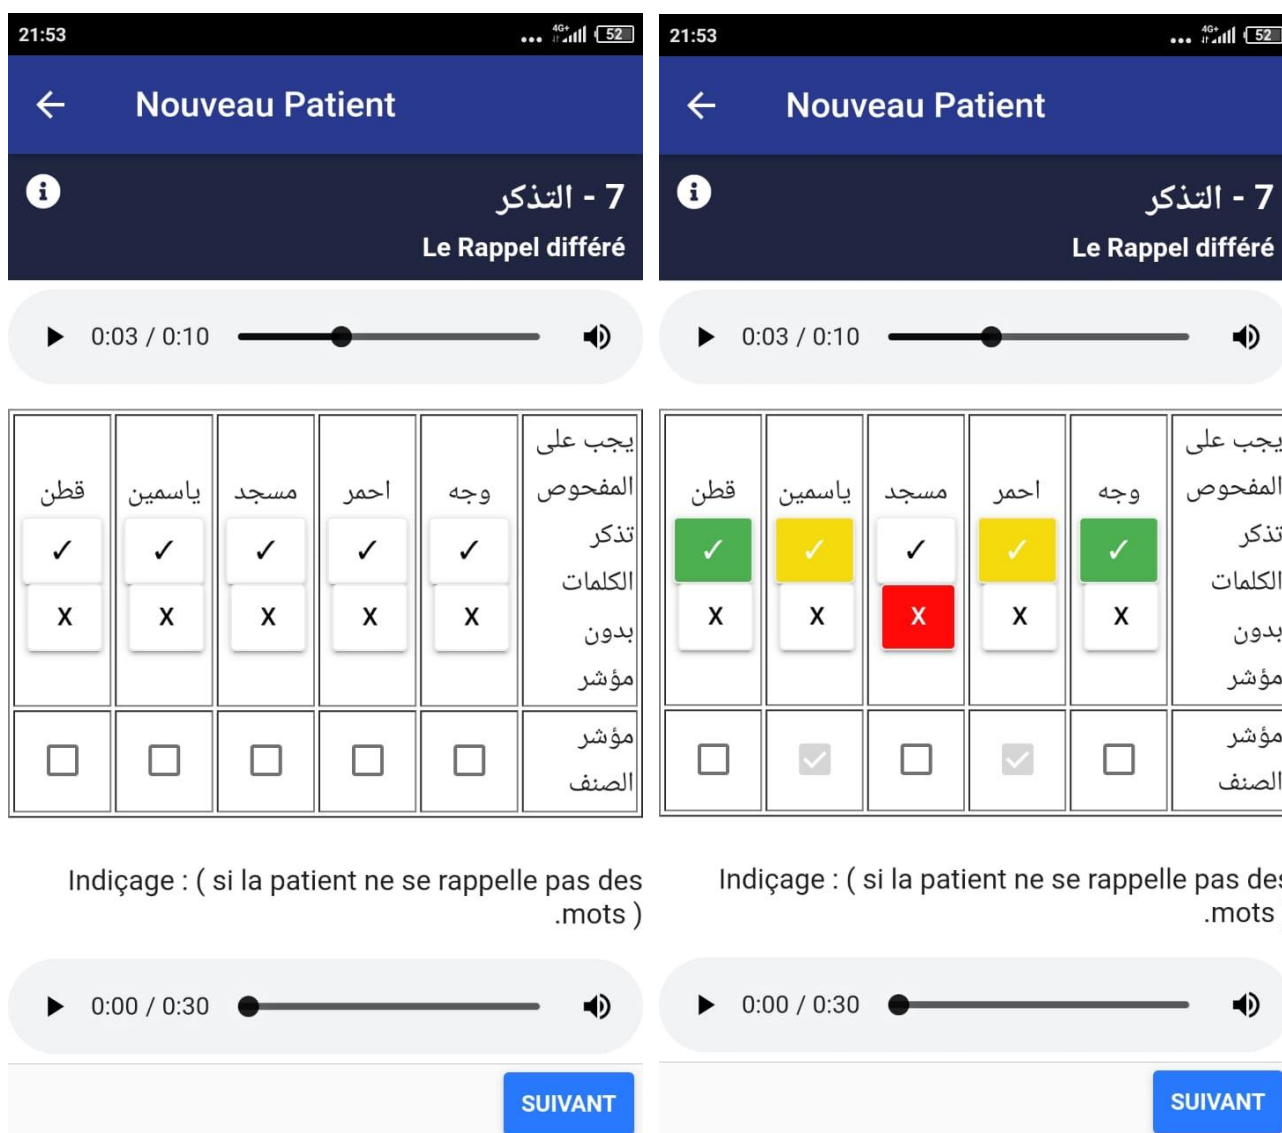 21:53
4G+ 52
Nouveau Patient
7 - التذكر
Le Rappel différé
0:03 / 0:10
يجب على
المفحوص
تذكر
الكلمات
بدون
مؤشر
وجه احمر مسجد ياسمين قطن
✓ ✓ ✓ ✓ ✓
X X X X X
مؤشر
الصنف
Indiçage : ( si la patient ne se rappelle pas des
.mots )
0:00 / 0:30
SUIVANT
21:53
4G+ 52
Nouveau Patient
7 - التذكر
Le Rappel différé
0:03 / 0:10
يجب على
المفحوص
تذكر
الكلمات
بدون
مؤشر
وجه احمر مسجد ياسمين قطن
✓ ✓ ✓ ✓ ✓
X X X X X
مؤشر
الصنف
Indiçage : ( si la patient ne se rappelle pas des
.mots )
0:00 / 0:30
SUIVANT